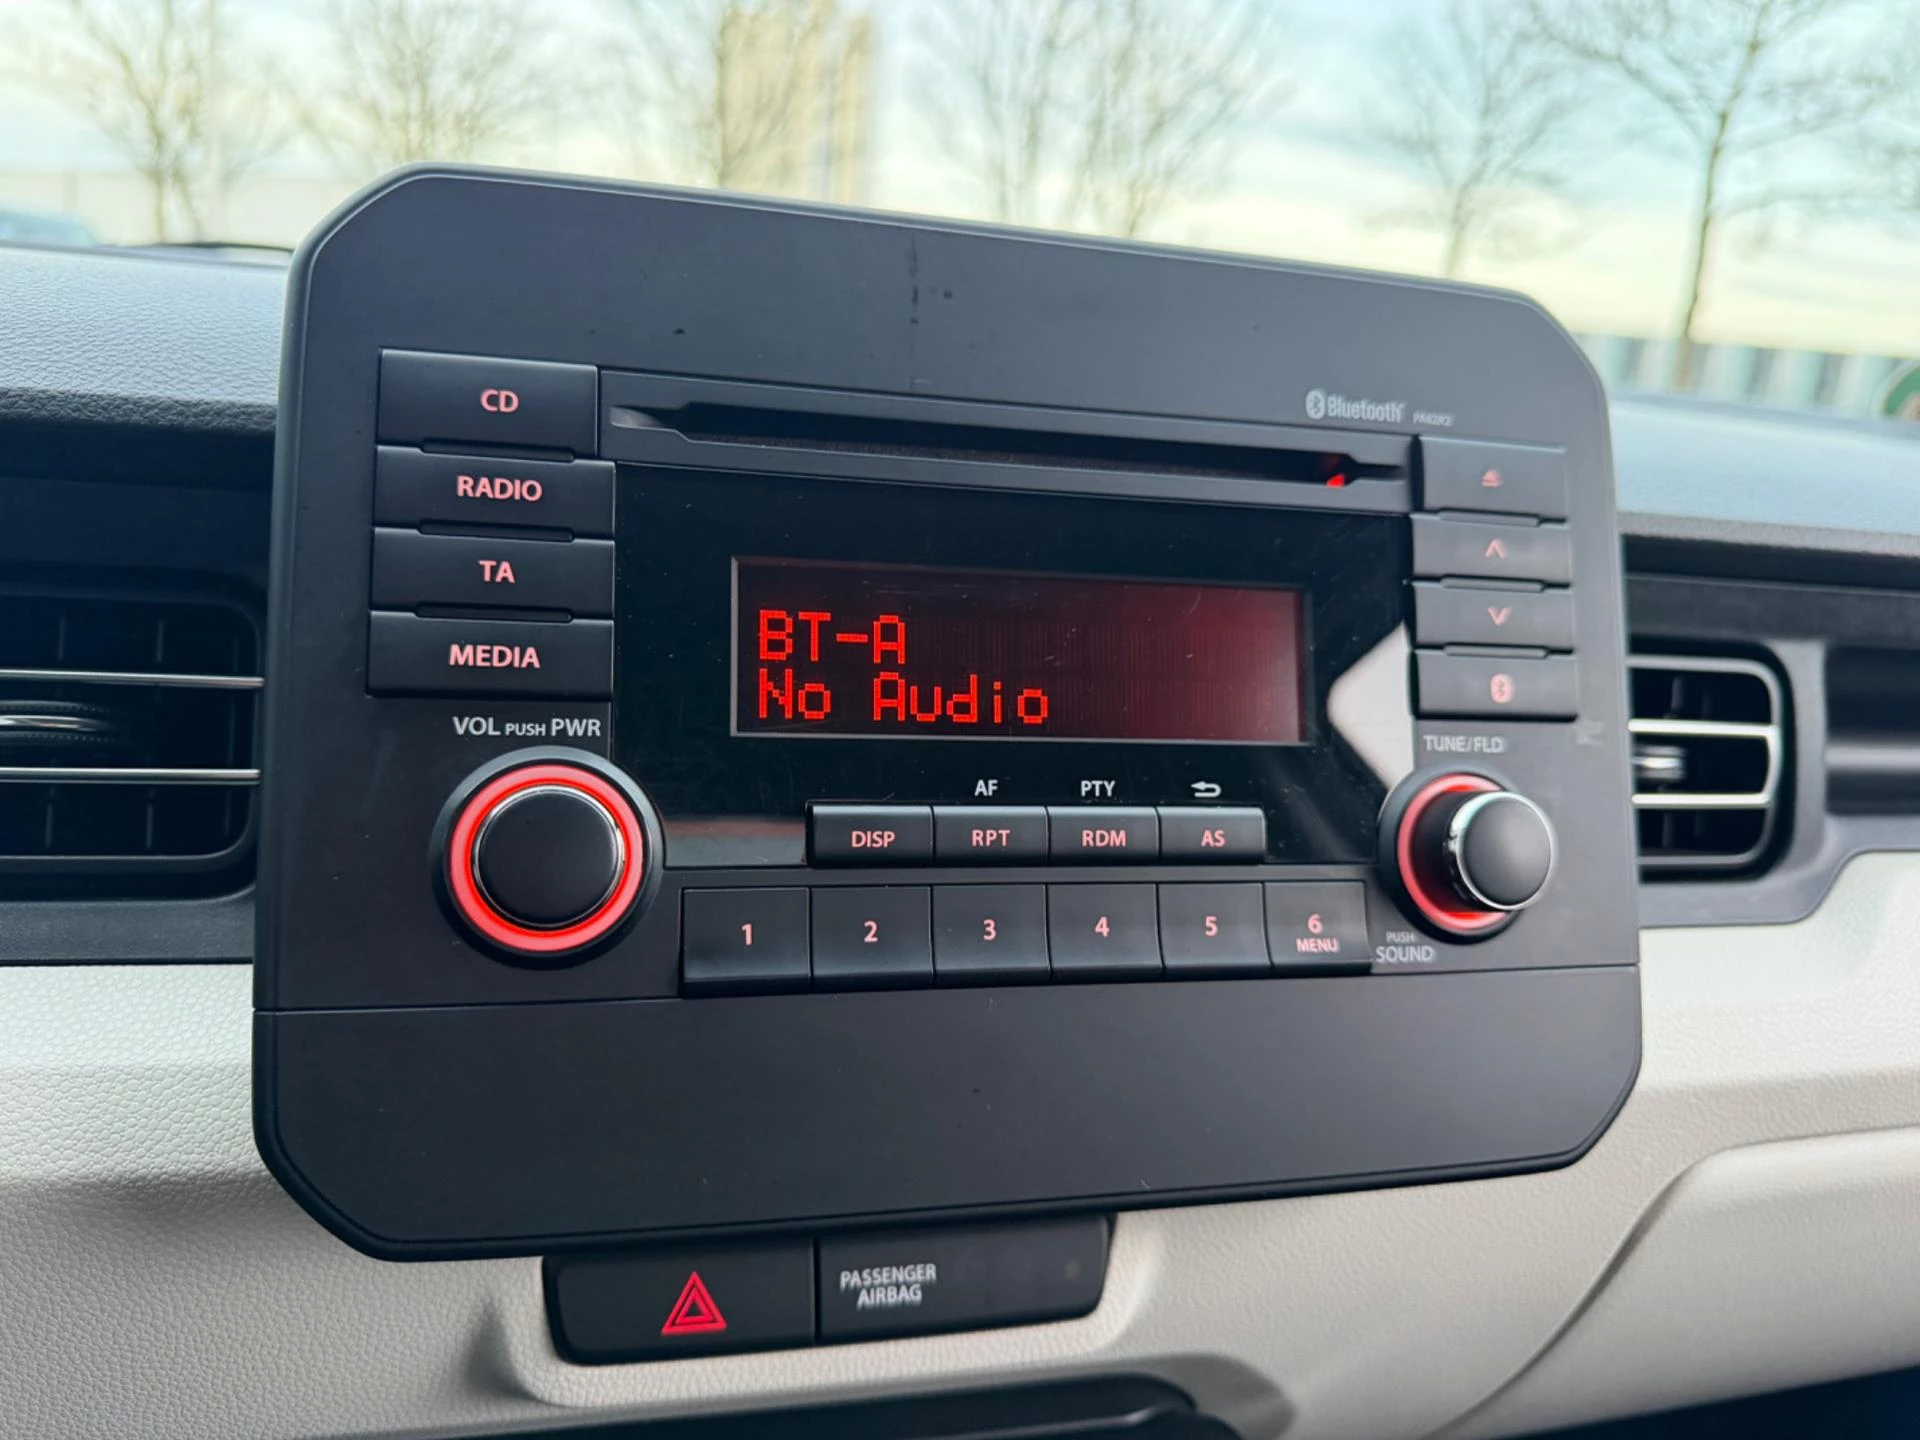 CD
Bluetooth
RADIO
TA
MEDIA
BT-A
No Audio
VOL PUSH PWR
TUNE/FLD
AF PTY
DISP RPT RDM AS
1 2 3 4 5 6
MENU
PUSH
SOUND
PASSENGER
AIRBAG